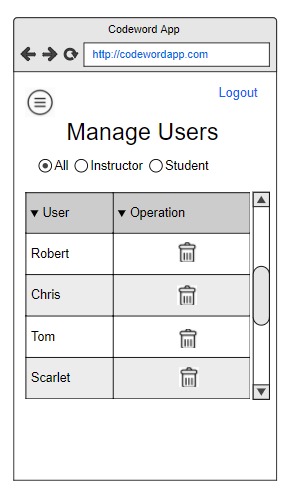 Codeword App
http://codewordapp.com
Logout
Manage Users
All Instructor Student
User Operation
Robert
Chris
Tom
Scarlet